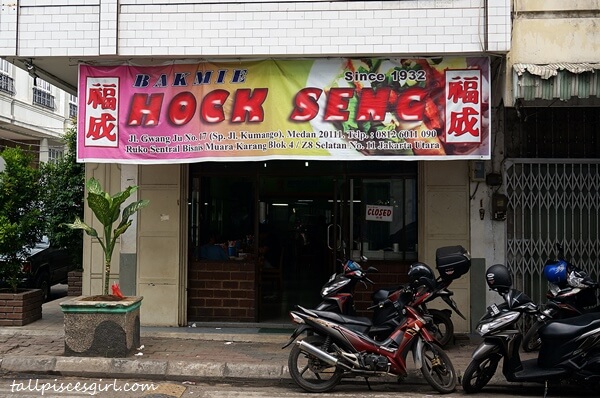 BAKMIE
Since 1932
福成
HOCK SENG
福成
Jl. Gwang Ju No.17 (Sp. Jl. Kumango), Medan 20111, Telp. : 0812 6011 090
Ruko Sentral Bisnis Muara Karang Blok 4 / Z8 Selatan No. 11 Jakarta Utara
CLOSED
tallpiscesgirl.com